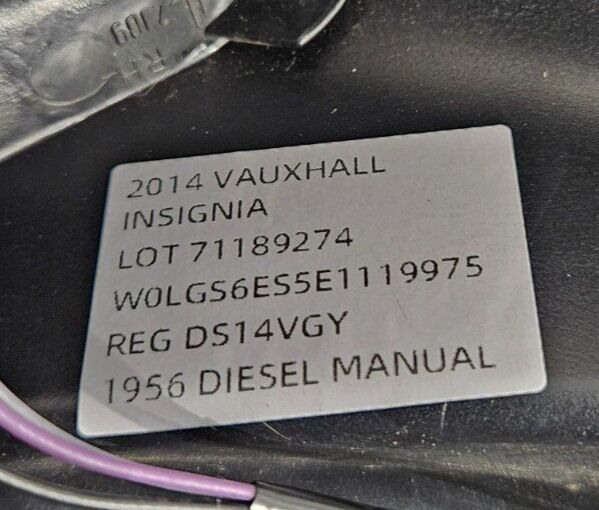 2014 VAUXHALL
INSIGNIA
LOT 71189274
W0LGS6ES5E1119975
REG DS14VGY
1956 DIESEL MANUAL